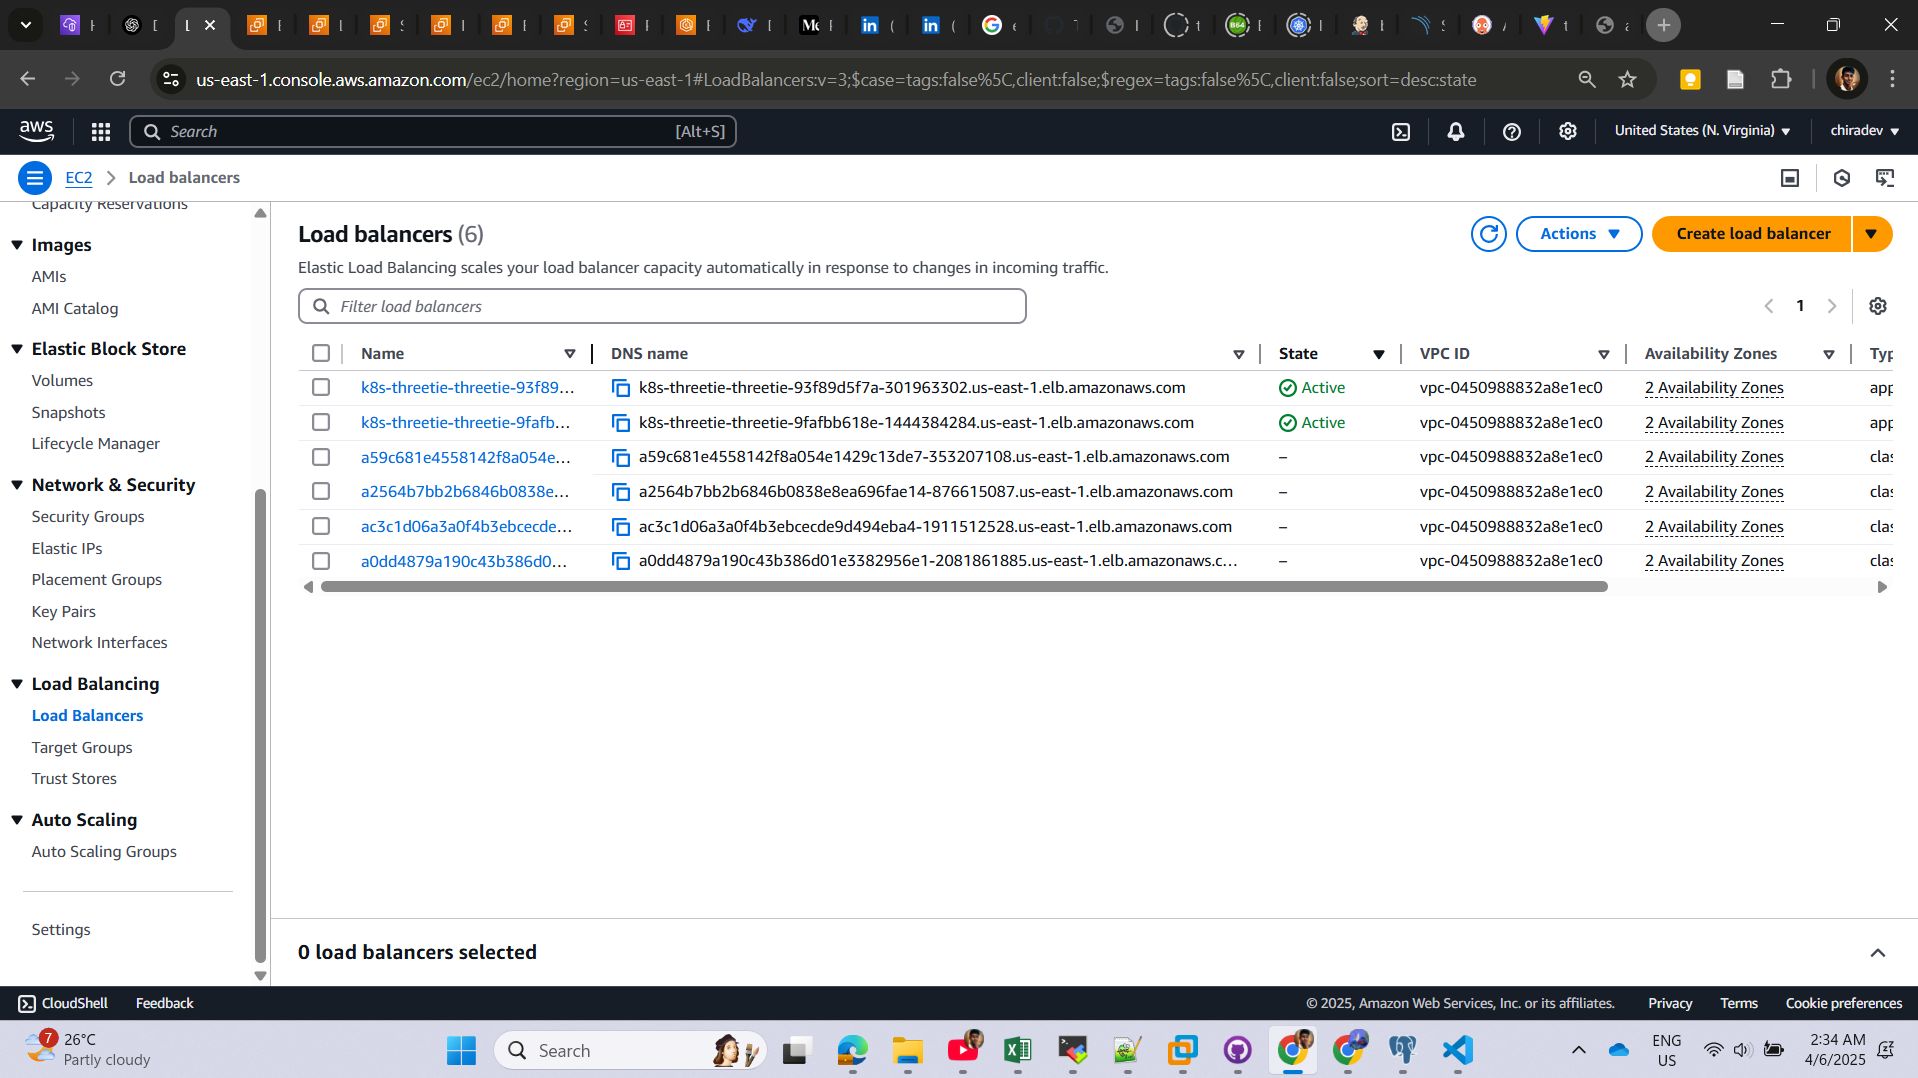 us-east-1.console.aws.amazon.com/ec2/home?region=us-east-1#LoadBalancers:v=3;$case=tags:false%5C,client:false;$regex=tags:false%5C,client:false;sort=desc:state
aws
Search
[Alt+S]
United States (N. Virginia)
chiradev
EC2
Load balancers
Capacity Reservations
Images
AMIs
AMI Catalog
Elastic Block Store
Volumes
Snapshots
Lifecycle Manager
Network & Security
Security Groups
Elastic IPs
Placement Groups
Key Pairs
Network Interfaces
Load Balancing
Load Balancers
Target Groups
Trust Stores
Auto Scaling
Auto Scaling Groups
Settings
Load balancers (6)
Actions
Create load balancer
Elastic Load Balancing scales your load balancer capacity automatically in response to changes in incoming traffic.
Filter load balancers
1
Name DNS name State VPC ID Availability Zones Typ
k8s-threetie-threetie-93f89... k8s-threetie-threetie-93f89d5f7a-301963302.us-east-1.elb.amazonaws.com Active vpc-0450988832a8e1ec0 2 Availability Zones app
k8s-threetie-threetie-9fafb... k8s-threetie-threetie-9fafbb618e-1444384284.us-east-1.elb.amazonaws.com Active vpc-0450988832a8e1ec0 2 Availability Zones app
a59c681e4558142f8a054e... a59c681e4558142f8a054e1429c13de7-353207108.us-east-1.elb.amazonaws.com – vpc-0450988832a8e1ec0 2 Availability Zones clas
a2564b7bb2b6846b0838e... a2564b7bb2b6846b0838e8ea696fae14-876615087.us-east-1.elb.amazonaws.com – vpc-0450988832a8e1ec0 2 Availability Zones clas
ac3c1d06a3a0f4b3ebcecde... ac3c1d06a3a0f4b3ebcecde9d494eba4-1911512528.us-east-1.elb.amazonaws.com – vpc-0450988832a8e1ec0 2 Availability Zones clas
a0dd4879a190c43b386d0... a0dd4879a190c43b386d01e3382956e1-2081861885.us-east-1.elb.amazonaws.c... – vpc-0450988832a8e1ec0 2 Availability Zones clas
0 load balancers selected
CloudShell Feedback
© 2025, Amazon Web Services, Inc. or its affiliates. Privacy Terms Cookie preferences
7
26°C
Partly cloudy
Search
ENG
US
2:34 AM
4/6/2025